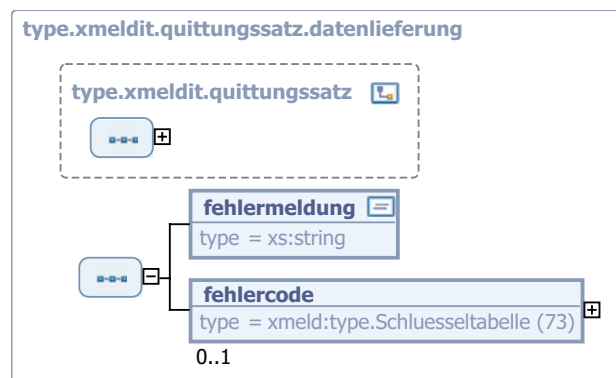 type.xmeldit.quittungssatz.datenlieferung
type.xmeldit.quittungssatz
fehlermeldung
type = xs:string
fehlercode
type = xmeld:type.Schluesseltabelle (73)
0..1